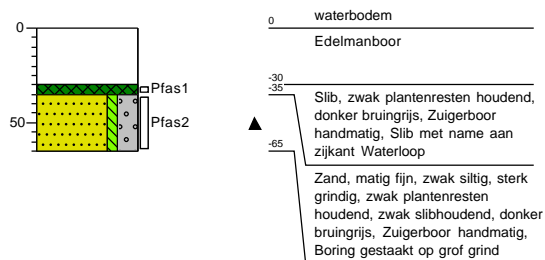 0
50
Pfas1
Pfas2
0
waterbodem
Edelmanboor
-30
-35
Slib, zwak plantenresten houdend,
donker bruingrijs, Zuigerboor
handmatig, Slib met name aan
zijkant Waterloop
-65
Zand, matig fijn, zwak siltig, sterk
grindig, zwak plantenresten
houdend, zwak slibhoudend, donker
bruingrijs, Zuigerboor handmatig,
Boring gestaakt op grof grind